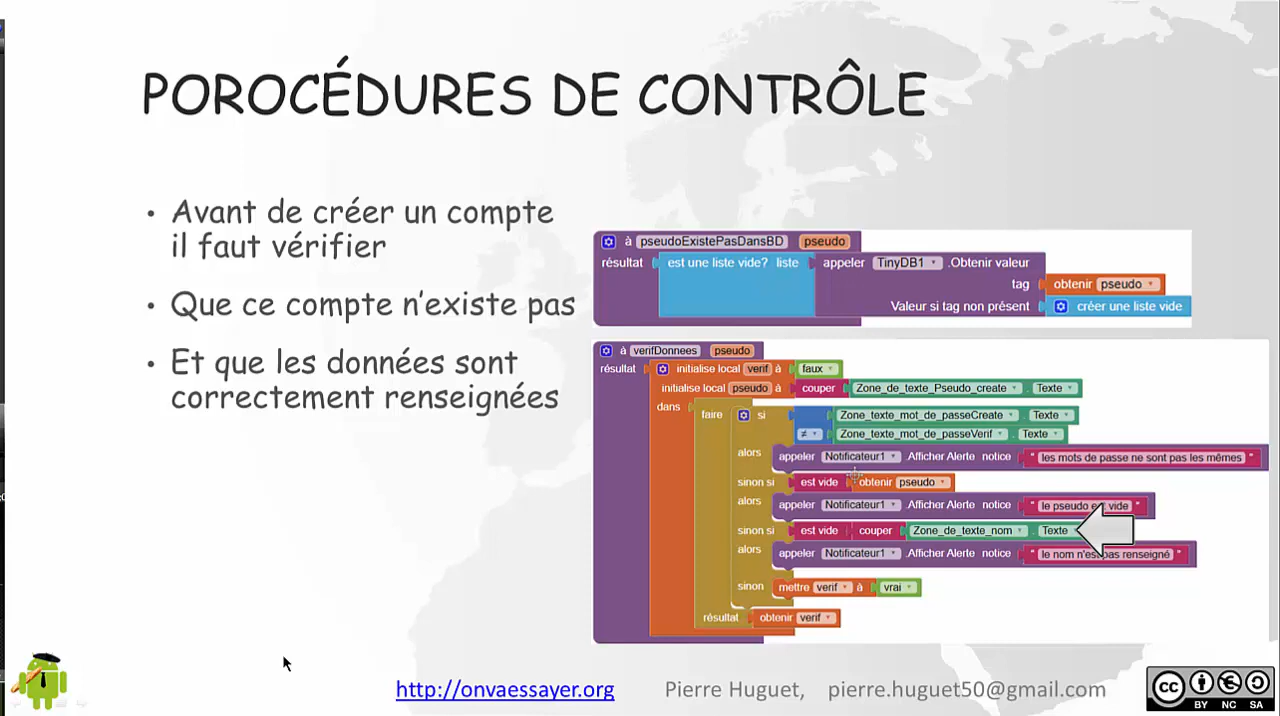 POROCÉDURES DE CONTRÔLE
• Avant de créer un compte
il faut vérifier
• Que ce compte n'existe pas
• Et que les données sont
correctement renseignées
à pseudoExistePasDansBD pseudo
résultat est une liste vide? liste appeler TinyDB1 .Obtenir valeur
tag obtenir pseudo
Valeur si tag non présent créer une liste vide
à verifDonnees pseudo
résultat initialise local verif à faux
initialise local pseudo à couper Zone_de_texte_Pseudo_create . Texte
dans faire si Zone_texte_mot_de_passeCreate . Texte
≠ Zone_texte_mot_de_passeVerif . Texte
alors appeler Notificateur1 .Afficher Alerte notice " les mots de passe ne sont pas les mêmes "
sinon si est vide obtenir pseudo
alors appeler Notificateur1 .Afficher Alerte notice " le pseudo est vide "
sinon si est vide couper Zone_de_texte_nom . Texte
alors appeler Notificateur1 .Afficher Alerte notice " le nom n'est pas renseigné "
sinon mettre verif à vrai
résultat obtenir verif
http://onvaessayer.org Pierre Huguet, pierre.huguet50@gmail.com
cc BY NC SA